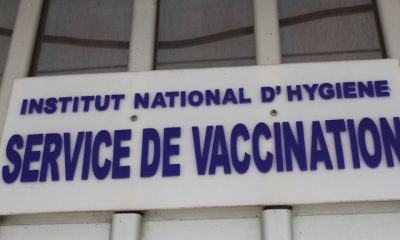 INSTITUT NATIONAL D'HYGIENE
SERVICE DE VACCINATION